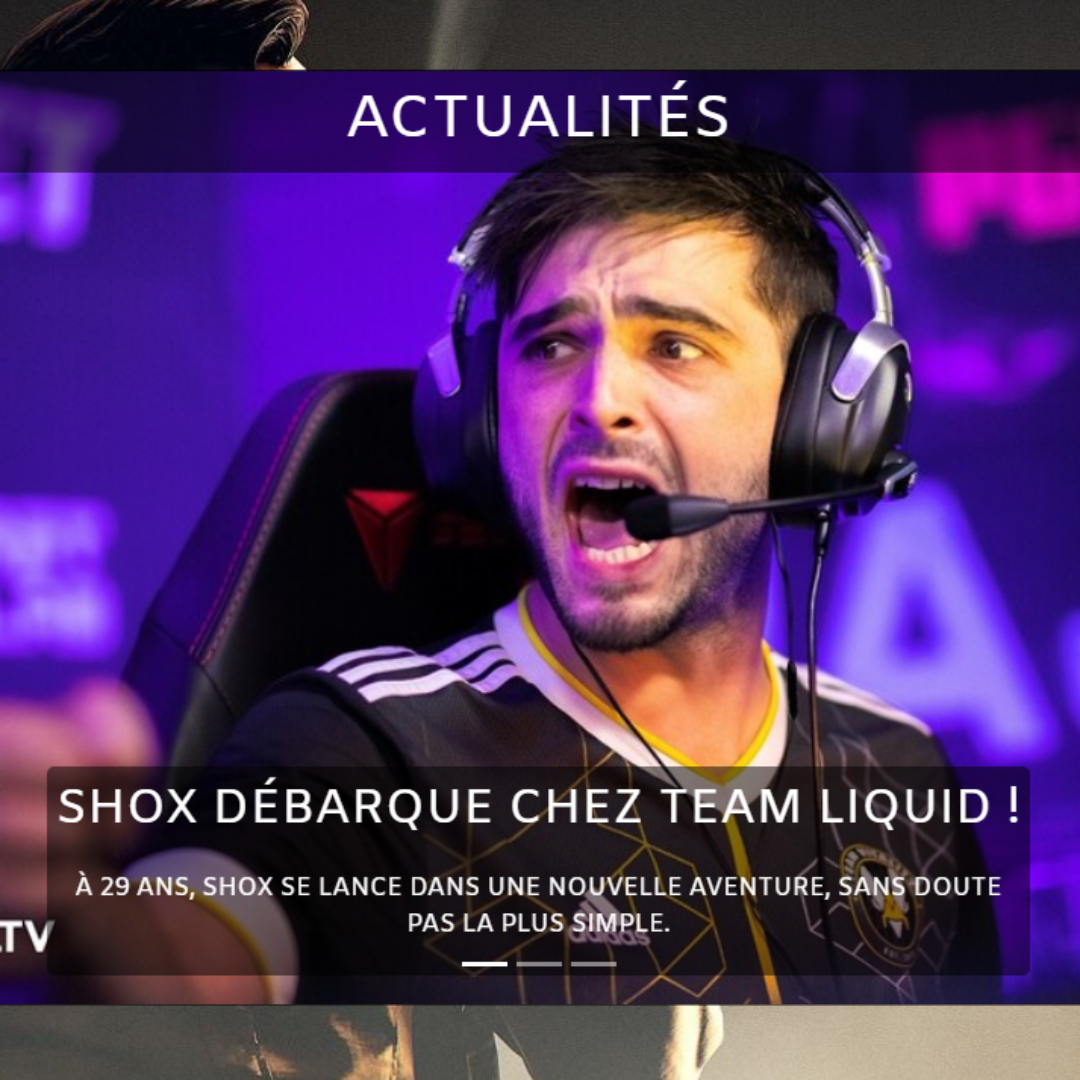 ACTUALITÉS
SHOX DÉBARQUE CHEZ TEAM LIQUID !
À 29 ANS, SHOX SE LANCE DANS UNE NOUVELLE AVENTURE, SANS DOUTE
PAS LA PLUS SIMPLE.
adidas